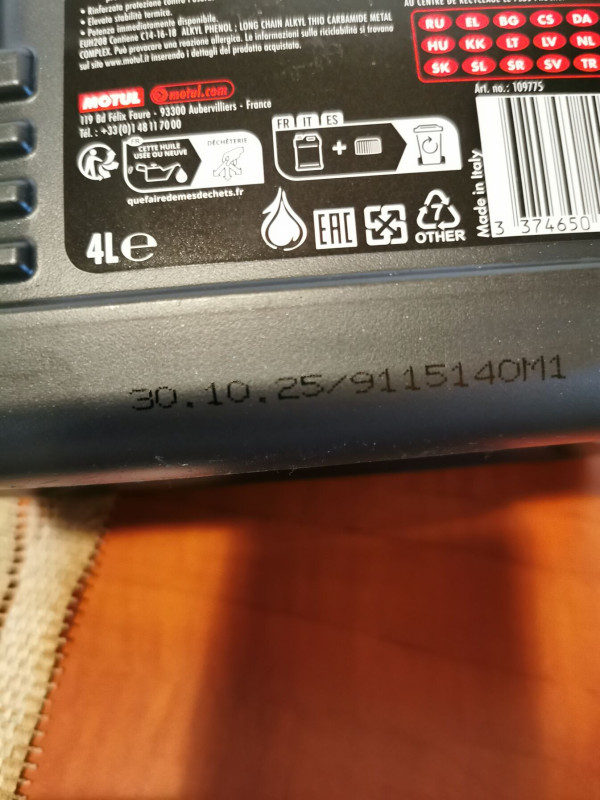 • Rinforzato protezione contro
• Elevata stabilità termica.
• Potenza immediatamente disponibile.
EUH208 Contiene C14-16-18 ALKYL PHENOL ; LONG CHAIN ALKYL THIO CARBAMIDE METAL
COMPLEX. Può provocare una reazione allergica. Le informazioni sulla riciclabilità si trovano
sul sito www.motul.it inserendo i dettagli del prodotto acquistato.
AU CENTRE DE RECYCLAGE LE PLUS
RU EL BG CS DA
HU KK LT LV NL
SK SL SR SV TR
Art. no.: 109775
MOTUL motul.com
119 Bd Félix Faure - 93300 Aubervilliers - France
Tél. : +33(0)1 48 11 70 00
FR
CETTE HUILE
USÉE OU NEUVE
DÉCHÈTERIE
quefairedemesdechets.fr
FR IT ES
+
4L e
EAC
7
OTHER
Made in Italy
3 374650
30.10.25/9115140M1